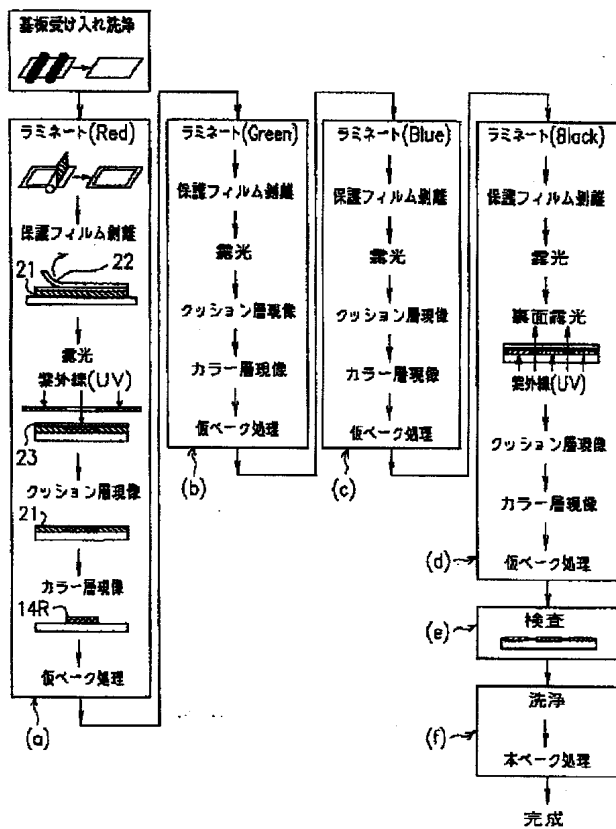 基板受け入れ洗浄
ラミネート(Red)
保護フィルム剥離
21
22
露光
紫外線(UV)
23
クッション層現像
21
カラー層現像
14R
仮ベーク処理
(a)
ラミネート(Green)
保護フィルム剥離
露光
クッション層現像
カラー層現像
仮ベーク処理
(b)
ラミネート(Blue)
保護フィルム剥離
露光
クッション層現像
カラー層現像
仮ベーク処理
(c)
ラミネート(Black)
保護フィルム剥離
露光
裏面露光
紫外線(UV)
クッション層現像
カラー層現像
仮ベーク処理
(d)
検査
(e)
洗浄
本ベーク処理
(f)
完成